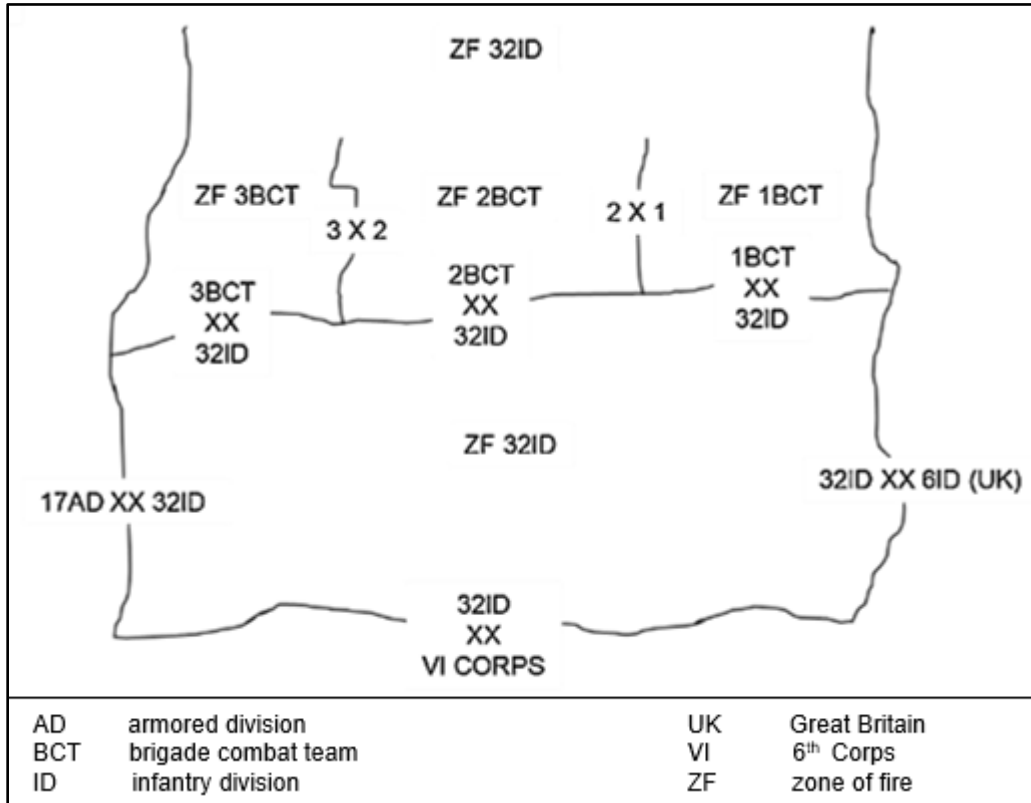 ZF 32ID
ZF 3BCT
ZF 2BCT
ZF 1BCT
3 X 2
2 X 1
3BCT
XX
32ID
2BCT
XX
32ID
1BCT
XX
32ID
ZF 32ID
17AD XX 32ID
32ID XX 6ID (UK)
32ID
XX
VI CORPS
AD armored division
BCT brigade combat team
ID infantry division
UK Great Britain
VI 6th Corps
ZF zone of fire